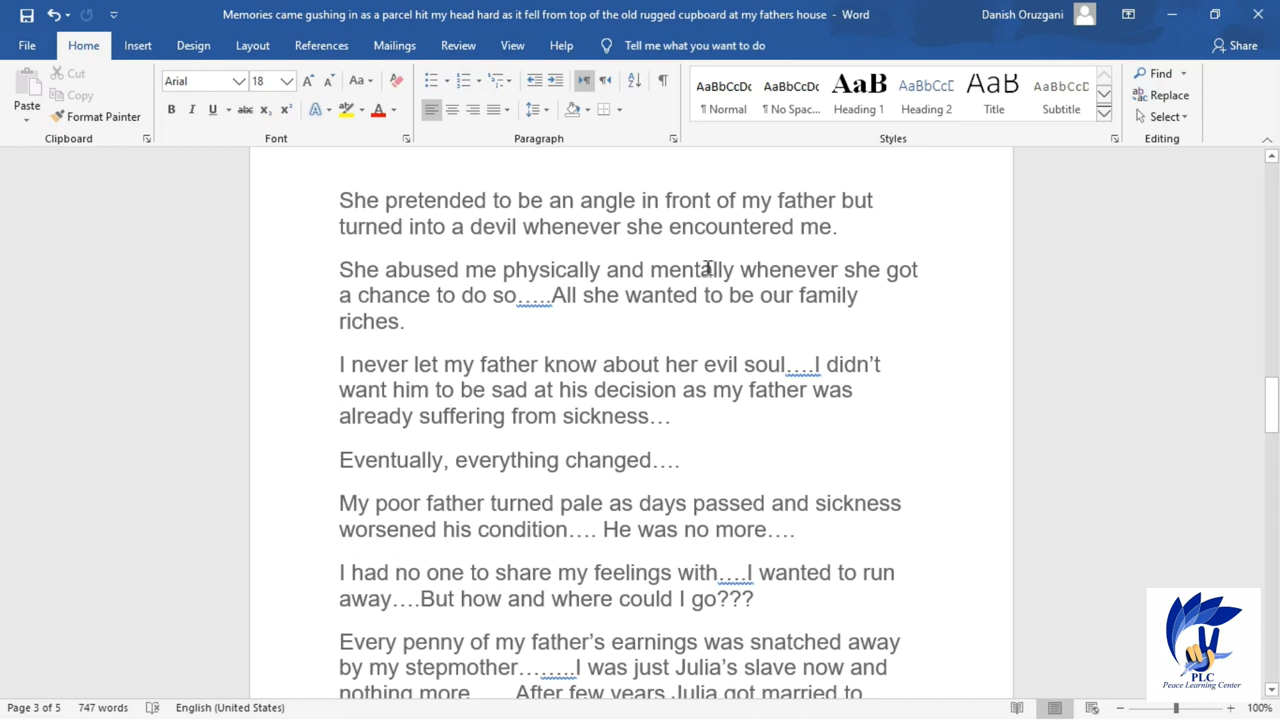 Memories came gushing in as a parcel hit my head hard as it fell from top of the old rugged cupboard at my fathers house - Word
Danish Oruzgani
File Home Insert Design Layout References Mailings Review View Help Tell me what you want to do Share
Paste
Cut
Copy
Format Painter
Clipboard
Arial 18
Font
Paragraph
AaBbCcDc AaBbCcDc AaB AaBbCcD AaB AaBbCcD
¶ Normal ¶ No Spac... Heading 1 Heading 2 Title Subtitle
Styles
Find
Replace
Select
Editing
She pretended to be an angle in front of my father but
turned into a devil whenever she encountered me.
She abused me physically and mentally whenever she got
a chance to do so…..All she wanted to be our family
riches.
I never let my father know about her evil soul….I didn’t
want him to be sad at his decision as my father was
already suffering from sickness…
Eventually, everything changed….
My poor father turned pale as days passed and sickness
worsened his condition…. He was no more….
I had no one to share my feelings with….I wanted to run
away….But how and where could I go???
Every penny of my father’s earnings was snatched away
by my stepmother……..I was just Julia’s slave now and
nothing more……After few years Julia got married to
PLC
Peace Learning Center
Page 3 of 5 747 words English (United States) 100%